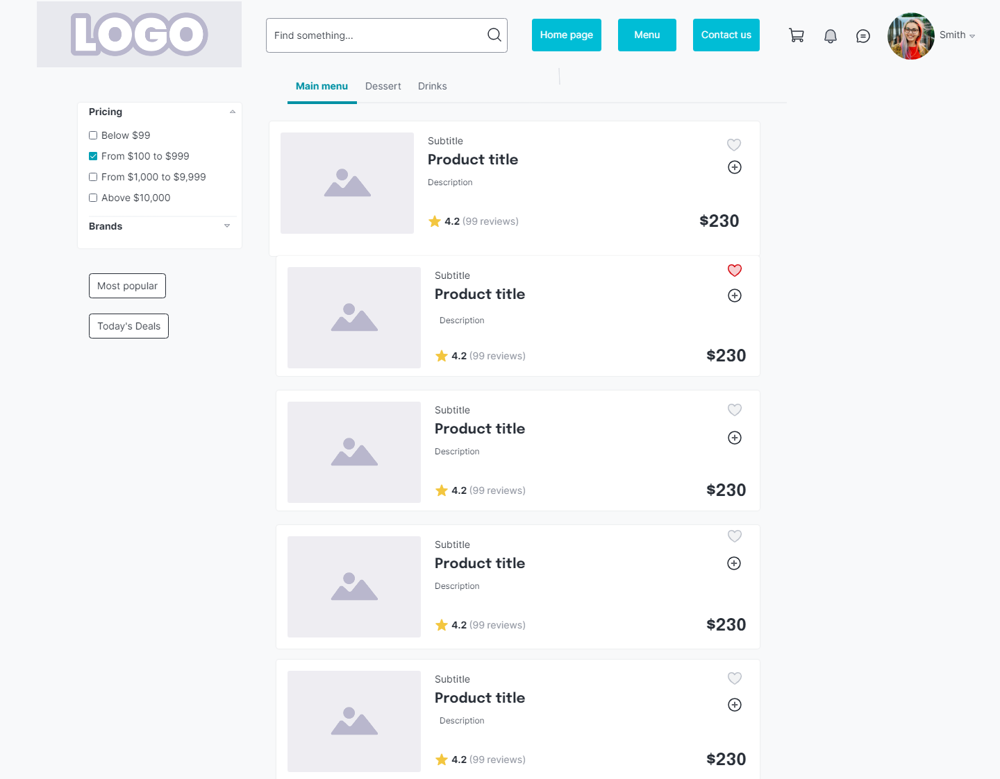 LOGO
Find something...
Home page
Menu
Contact us
Smith
Main menu
Dessert
Drinks
Pricing
Below $99
From $100 to $999
From $1,000 to $9,999
Above $10,000
Brands
Most popular
Today's Deals
Subtitle
Product title
Description
4.2 (99 reviews)
$230
Subtitle
Product title
Description
4.2 (99 reviews)
$230
Subtitle
Product title
Description
4.2 (99 reviews)
$230
Subtitle
Product title
Description
4.2 (99 reviews)
$230
Subtitle
Product title
Description
4.2 (99 reviews)
$230